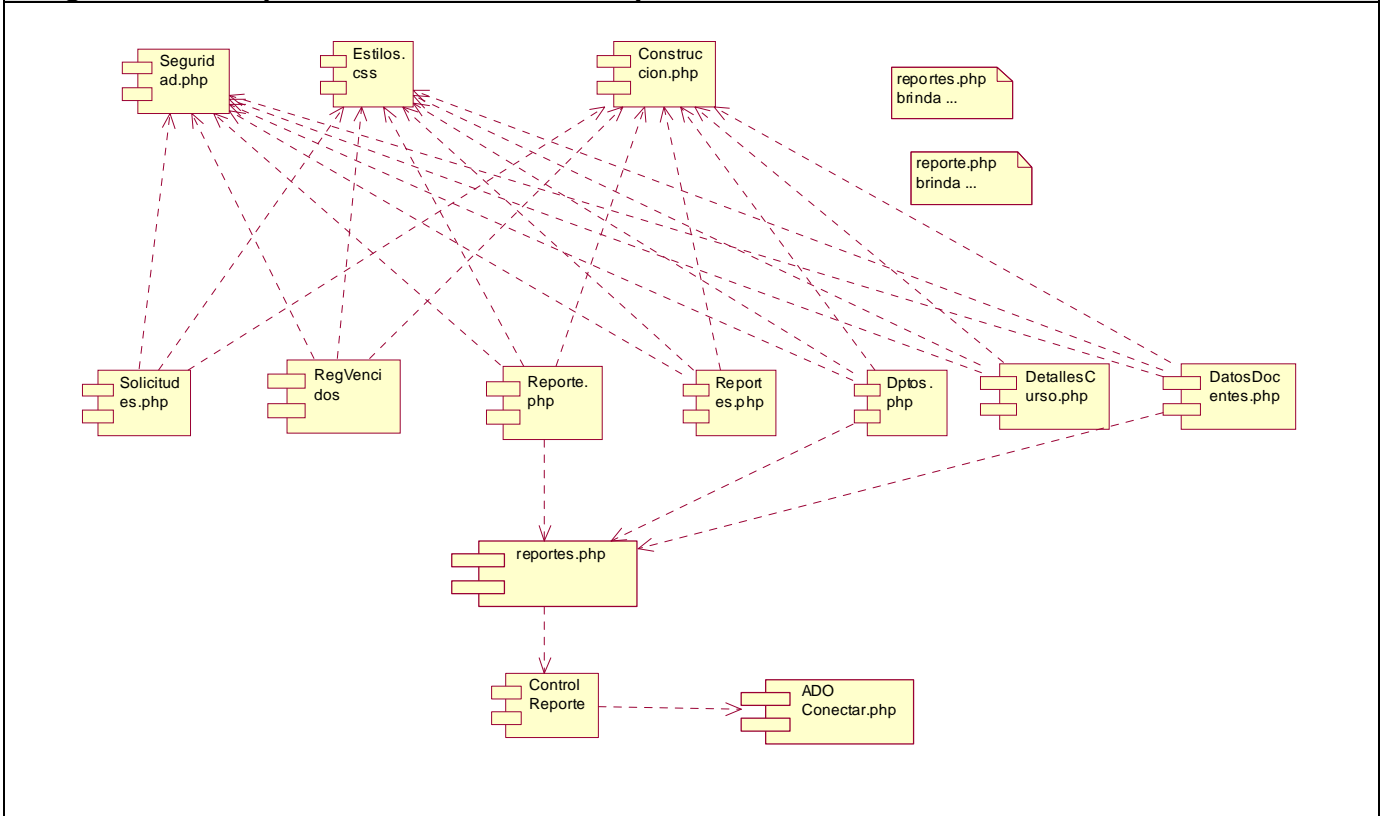 Segurid
ad.php
Estilos.
css
Construc
cion.php
reportes.php
brinda ...
reporte.php
brinda ...
Solicitud
es.php
RegVenci
dos
Reporte.
php
Report
es.php
Dptos.
php
DetallesC
urso.php
DatosDoc
entes.php
reportes.php
Control
Reporte
ADO
Conectar.php